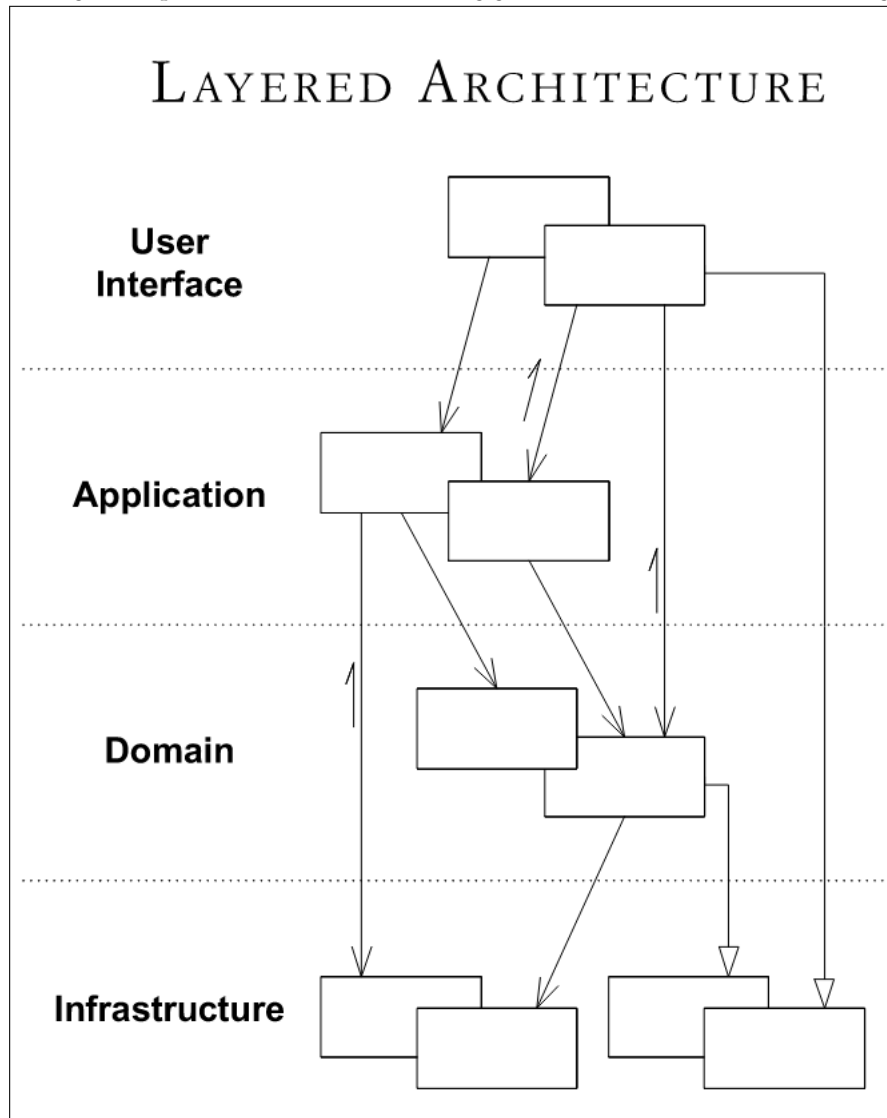 LAYERED ARCHITECTURE
User
Interface
Application
Domain
Infrastructure